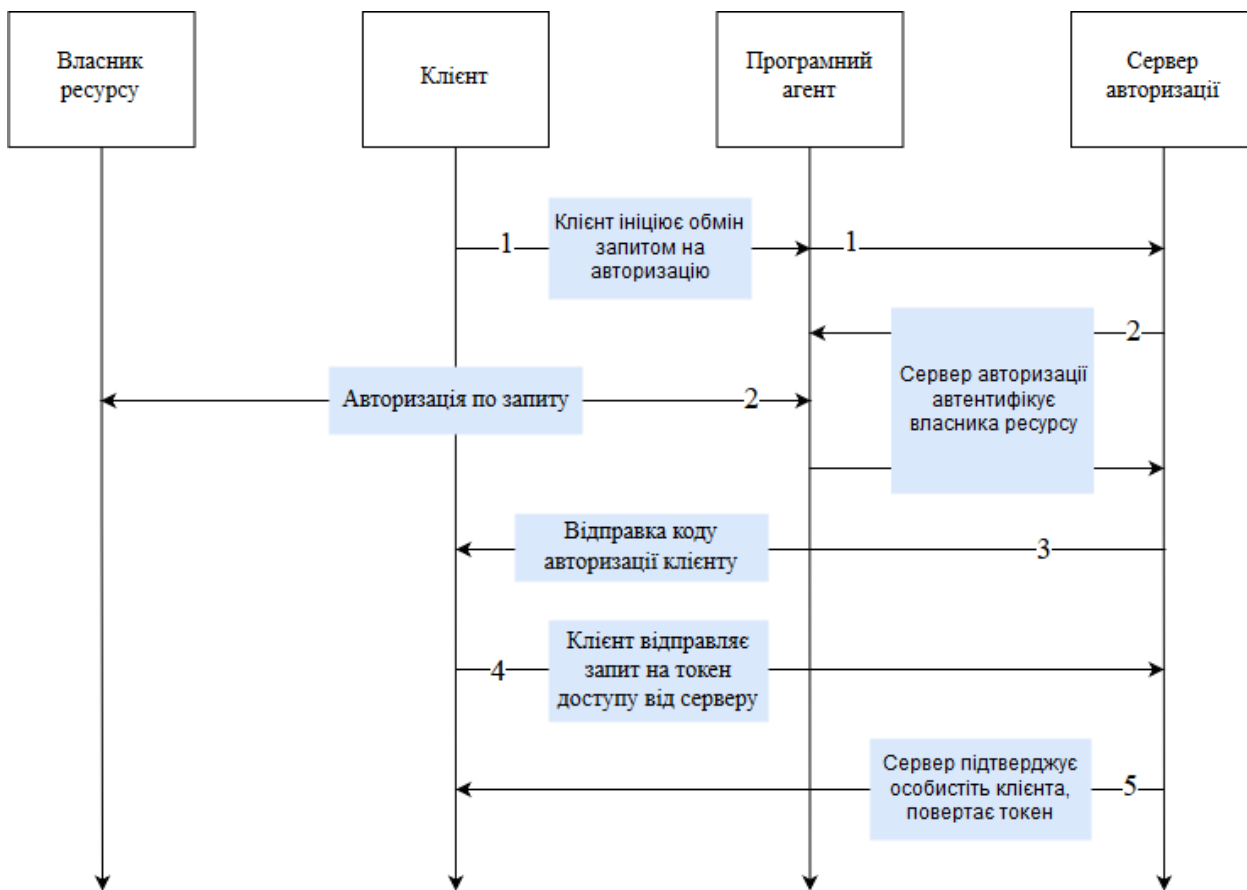 Власник
ресурсу
Клієнт
Програмний
агент
Сервер
авторизації
1
Клієнт ініціює обмін
запитом на
авторизацію
1
2
Сервер авторизації
автентифікує
власника ресурсу
Авторизація по запиту
2
Відправка коду
авторизації клієнту
3
4
Клієнт відправляє
запит на токен
доступу від серверу
Сервер підтверджує
особистіть клієнта,
повертає токен
5